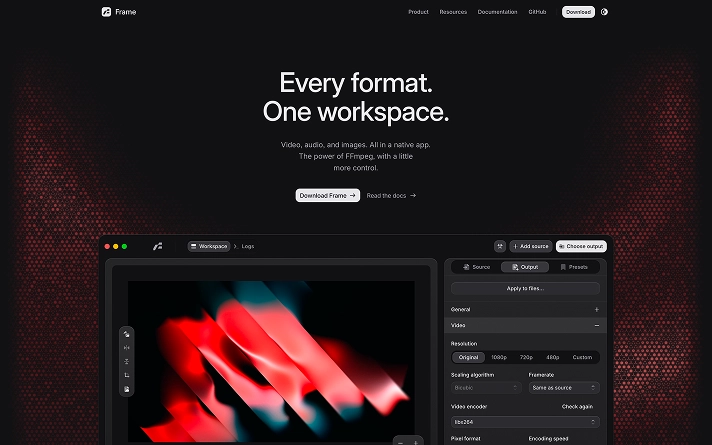 Frame
Product Resources Documentation GitHub Download
Every format.
One workspace.
Video, audio, and images. All in a native app.
The power of FFmpeg, with a little
more control.
Download Frame → Read the docs →
Workspace Logs Add source Choose output
Source Output Presets
Apply to files...
General
Video
Resolution
Original 1080p 720p 480p Custom
Scaling algorithm Framerate
Bicubic Same as source
Video encoder Check again
libx264
Pixel format Encoding speed